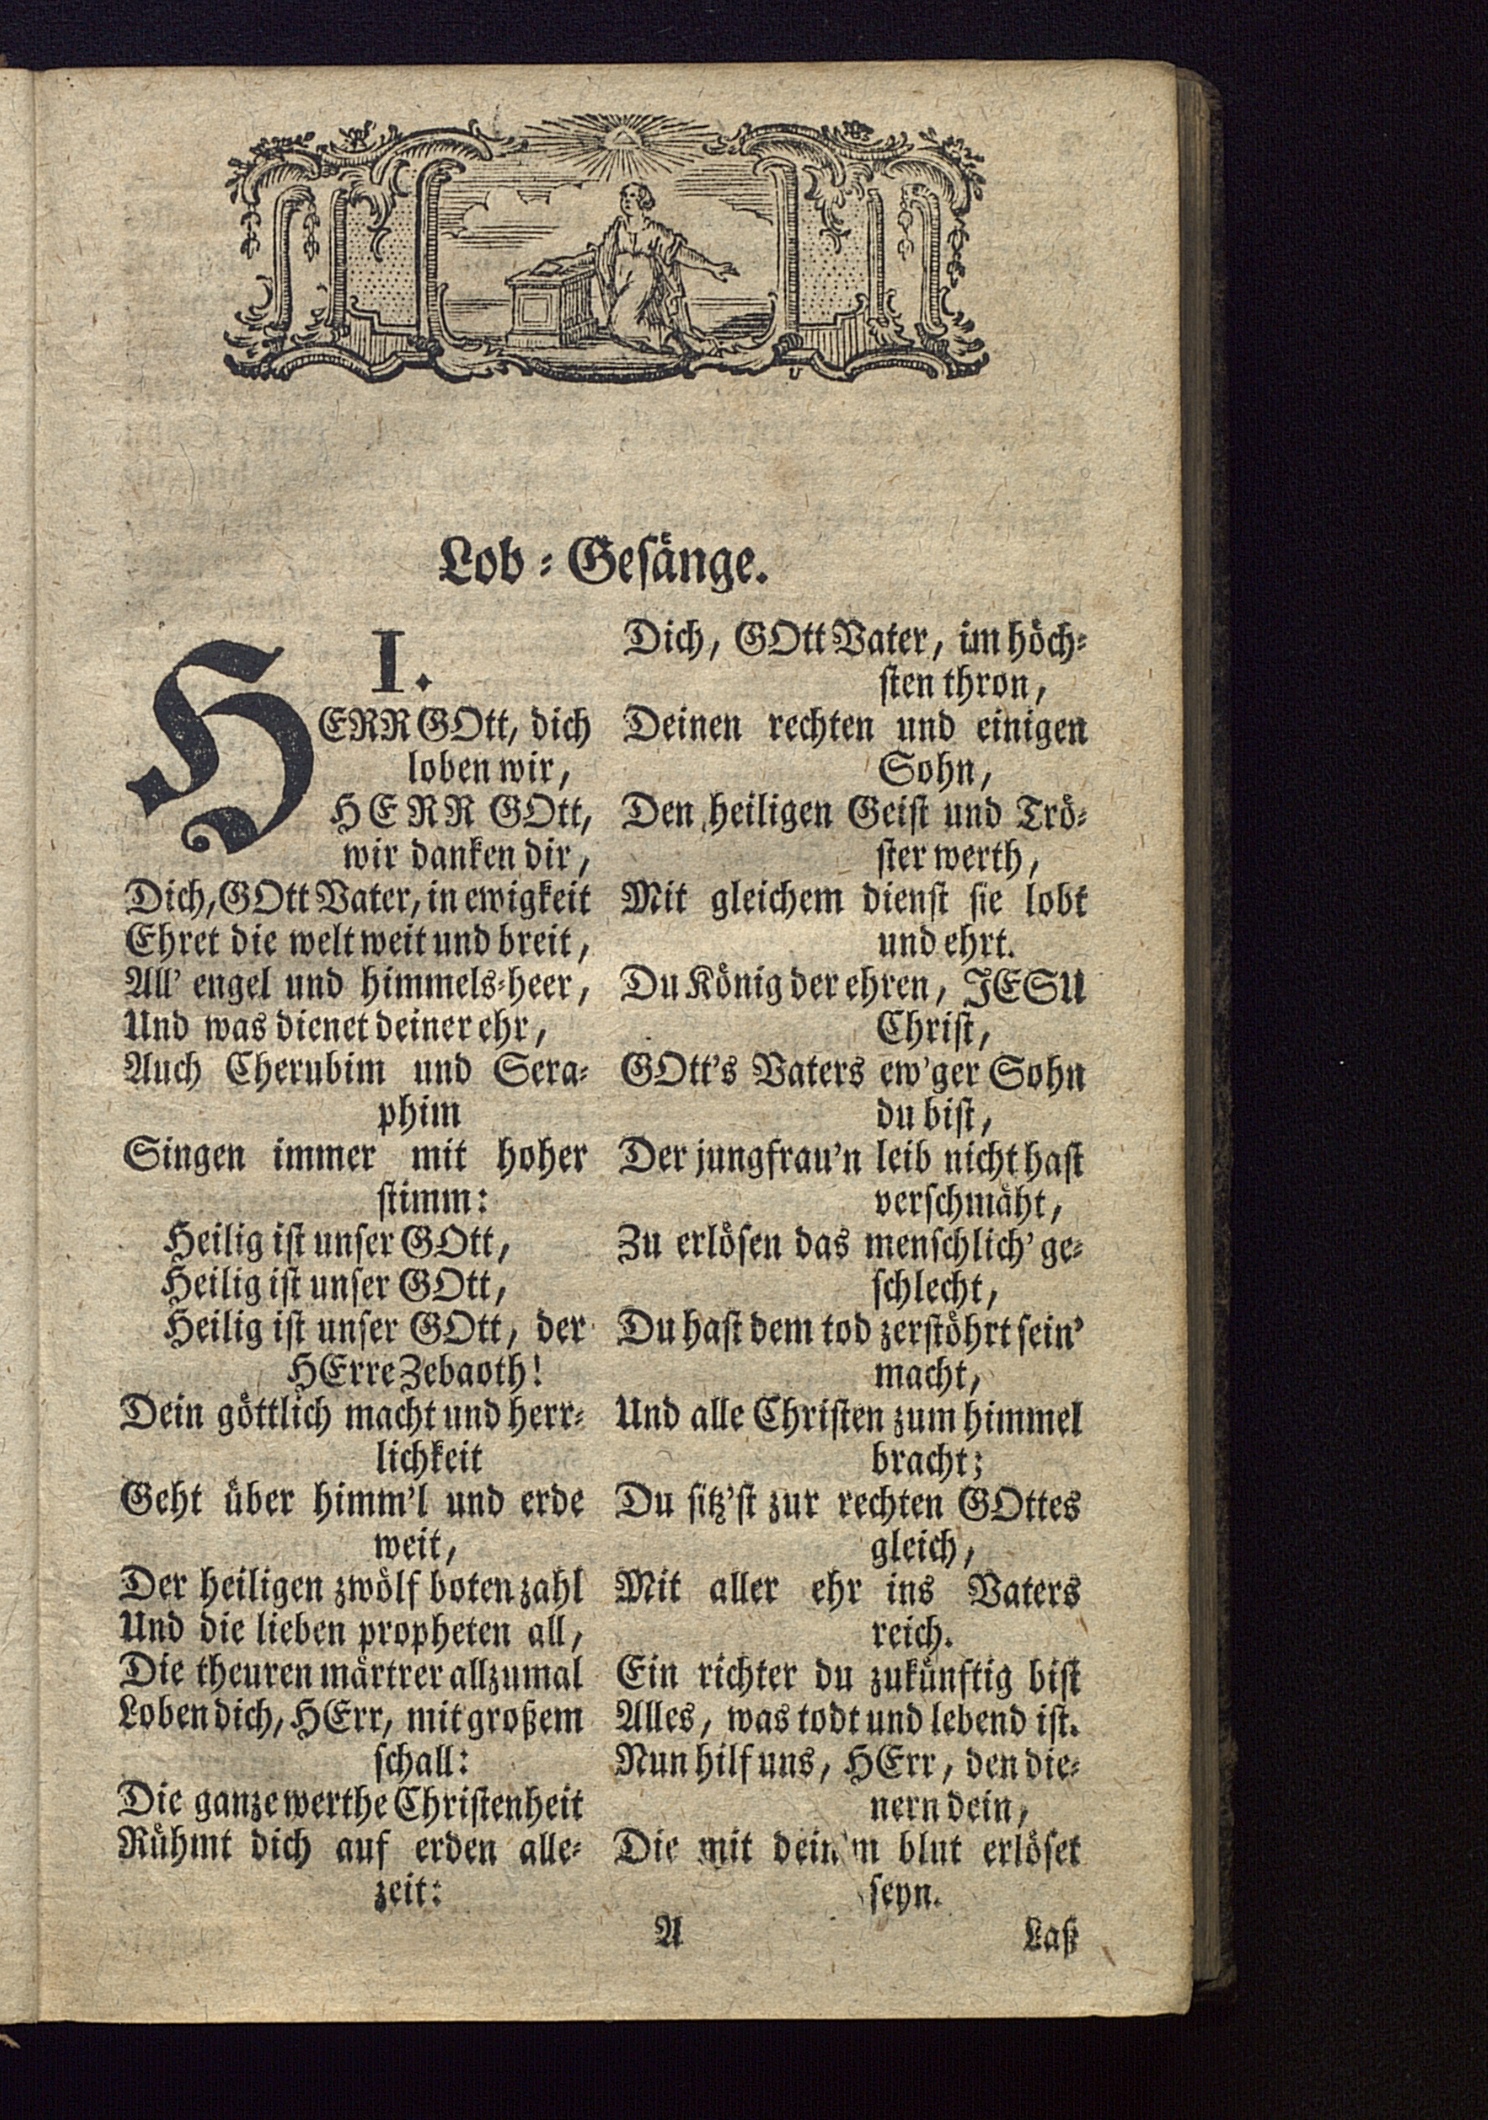 Lob-Gesänge.
I.
HERR GOtt, dich
loben wir,
HERR GOtt,
wir danken dir,
Dich, GOtt Vater, in ewigkeit
Ehret die welt weit und breit,
All' engel und himmels-heer,
Und was dienet deiner ehr,
Auch Cherubim und Sera-
phim
Singen immer mit hoher
stimm:
Heilig ist unser GOtt,
Heilig ist unser GOtt,
Heilig ist unser GOtt, der
HErre Zebaoth!
Dein göttlich macht und herr-
lichkeit
Geht über himm'l und erde
weit,
Der heiligen zwölf boten zahl
Und die lieben propheten all,
Die theuren märtrer allzumal
Loben dich, HErr, mit großem
schall:
Die ganze werthe Christenheit
Rühmt dich auf erden alle-
zeit:
Dich, GOtt Vater, im höch-
sten thron,
Deinen rechten und einigen
Sohn,
Den heiligen Geist und Trö-
ster werth,
Mit gleichem dienst sie lobt
und ehrt.
Du König der ehren, JESU
Christ,
GOtt's Vaters ew'ger Sohn
du bist,
Der jungfrau'n leib nicht hast
verschmäht,
Zu erlösen das menschlich' ge-
schlecht,
Du hast dem tod zerstöhrt sein'
macht,
Und alle Christen zum himmel
bracht;
Du sitz'st zur rechten GOttes
gleich,
Mit aller ehr ins Vaters
reich.
Ein richter du zukünftig bist
Alles, was todt und lebend ist.
Nun hilf uns, HErr, den die-
nern dein,
Die mit dein'm blut erlöset
seyn.
A
Laß